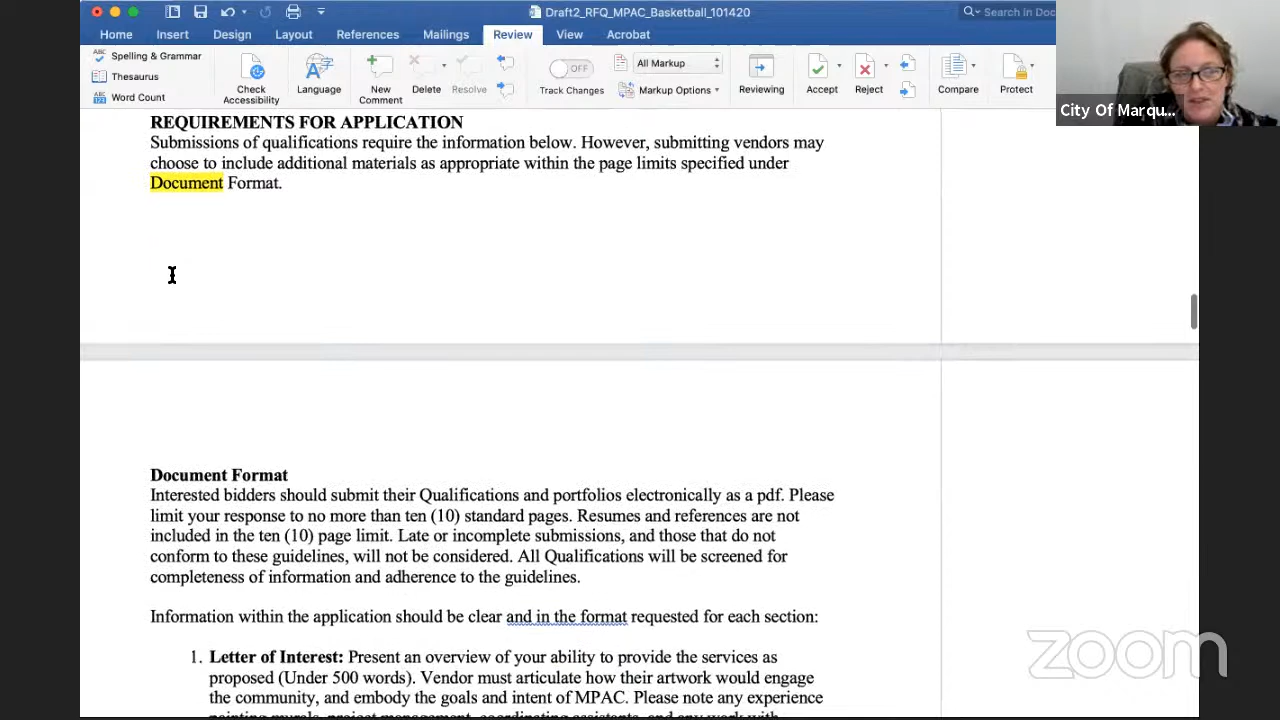 Draft2_RFQ_MPAC_Basketball_101420
Search in Doc
Home Insert Design Layout References Mailings Review View Acrobat
Spelling & Grammar
Thesaurus
Word Count
Check Accessibility
Language
New Comment
Delete
Resolve
OFF
Track Changes
All Markup
Markup Options
Reviewing
Accept
Reject
Compare
Protect
City Of Marqu...
REQUIREMENTS FOR APPLICATION
Submissions of qualifications require the information below. However, submitting vendors may
choose to include additional materials as appropriate within the page limits specified under
Document Format.
Document Format
Interested bidders should submit their Qualifications and portfolios electronically as a pdf. Please
limit your response to no more than ten (10) standard pages. Resumes and references are not
included in the ten (10) page limit. Late or incomplete submissions, and those that do not
conform to these guidelines, will not be considered. All Qualifications will be screened for
completeness of information and adherence to the guidelines.
Information within the application should be clear and in the format requested for each section:
1. Letter of Interest: Present an overview of your ability to provide the services as
proposed (Under 500 words). Vendor must articulate how their artwork would engage
the community, and embody the goals and intent of MPAC. Please note any experience
painting murals, project management, coordinating assistants, and any work with
zoom